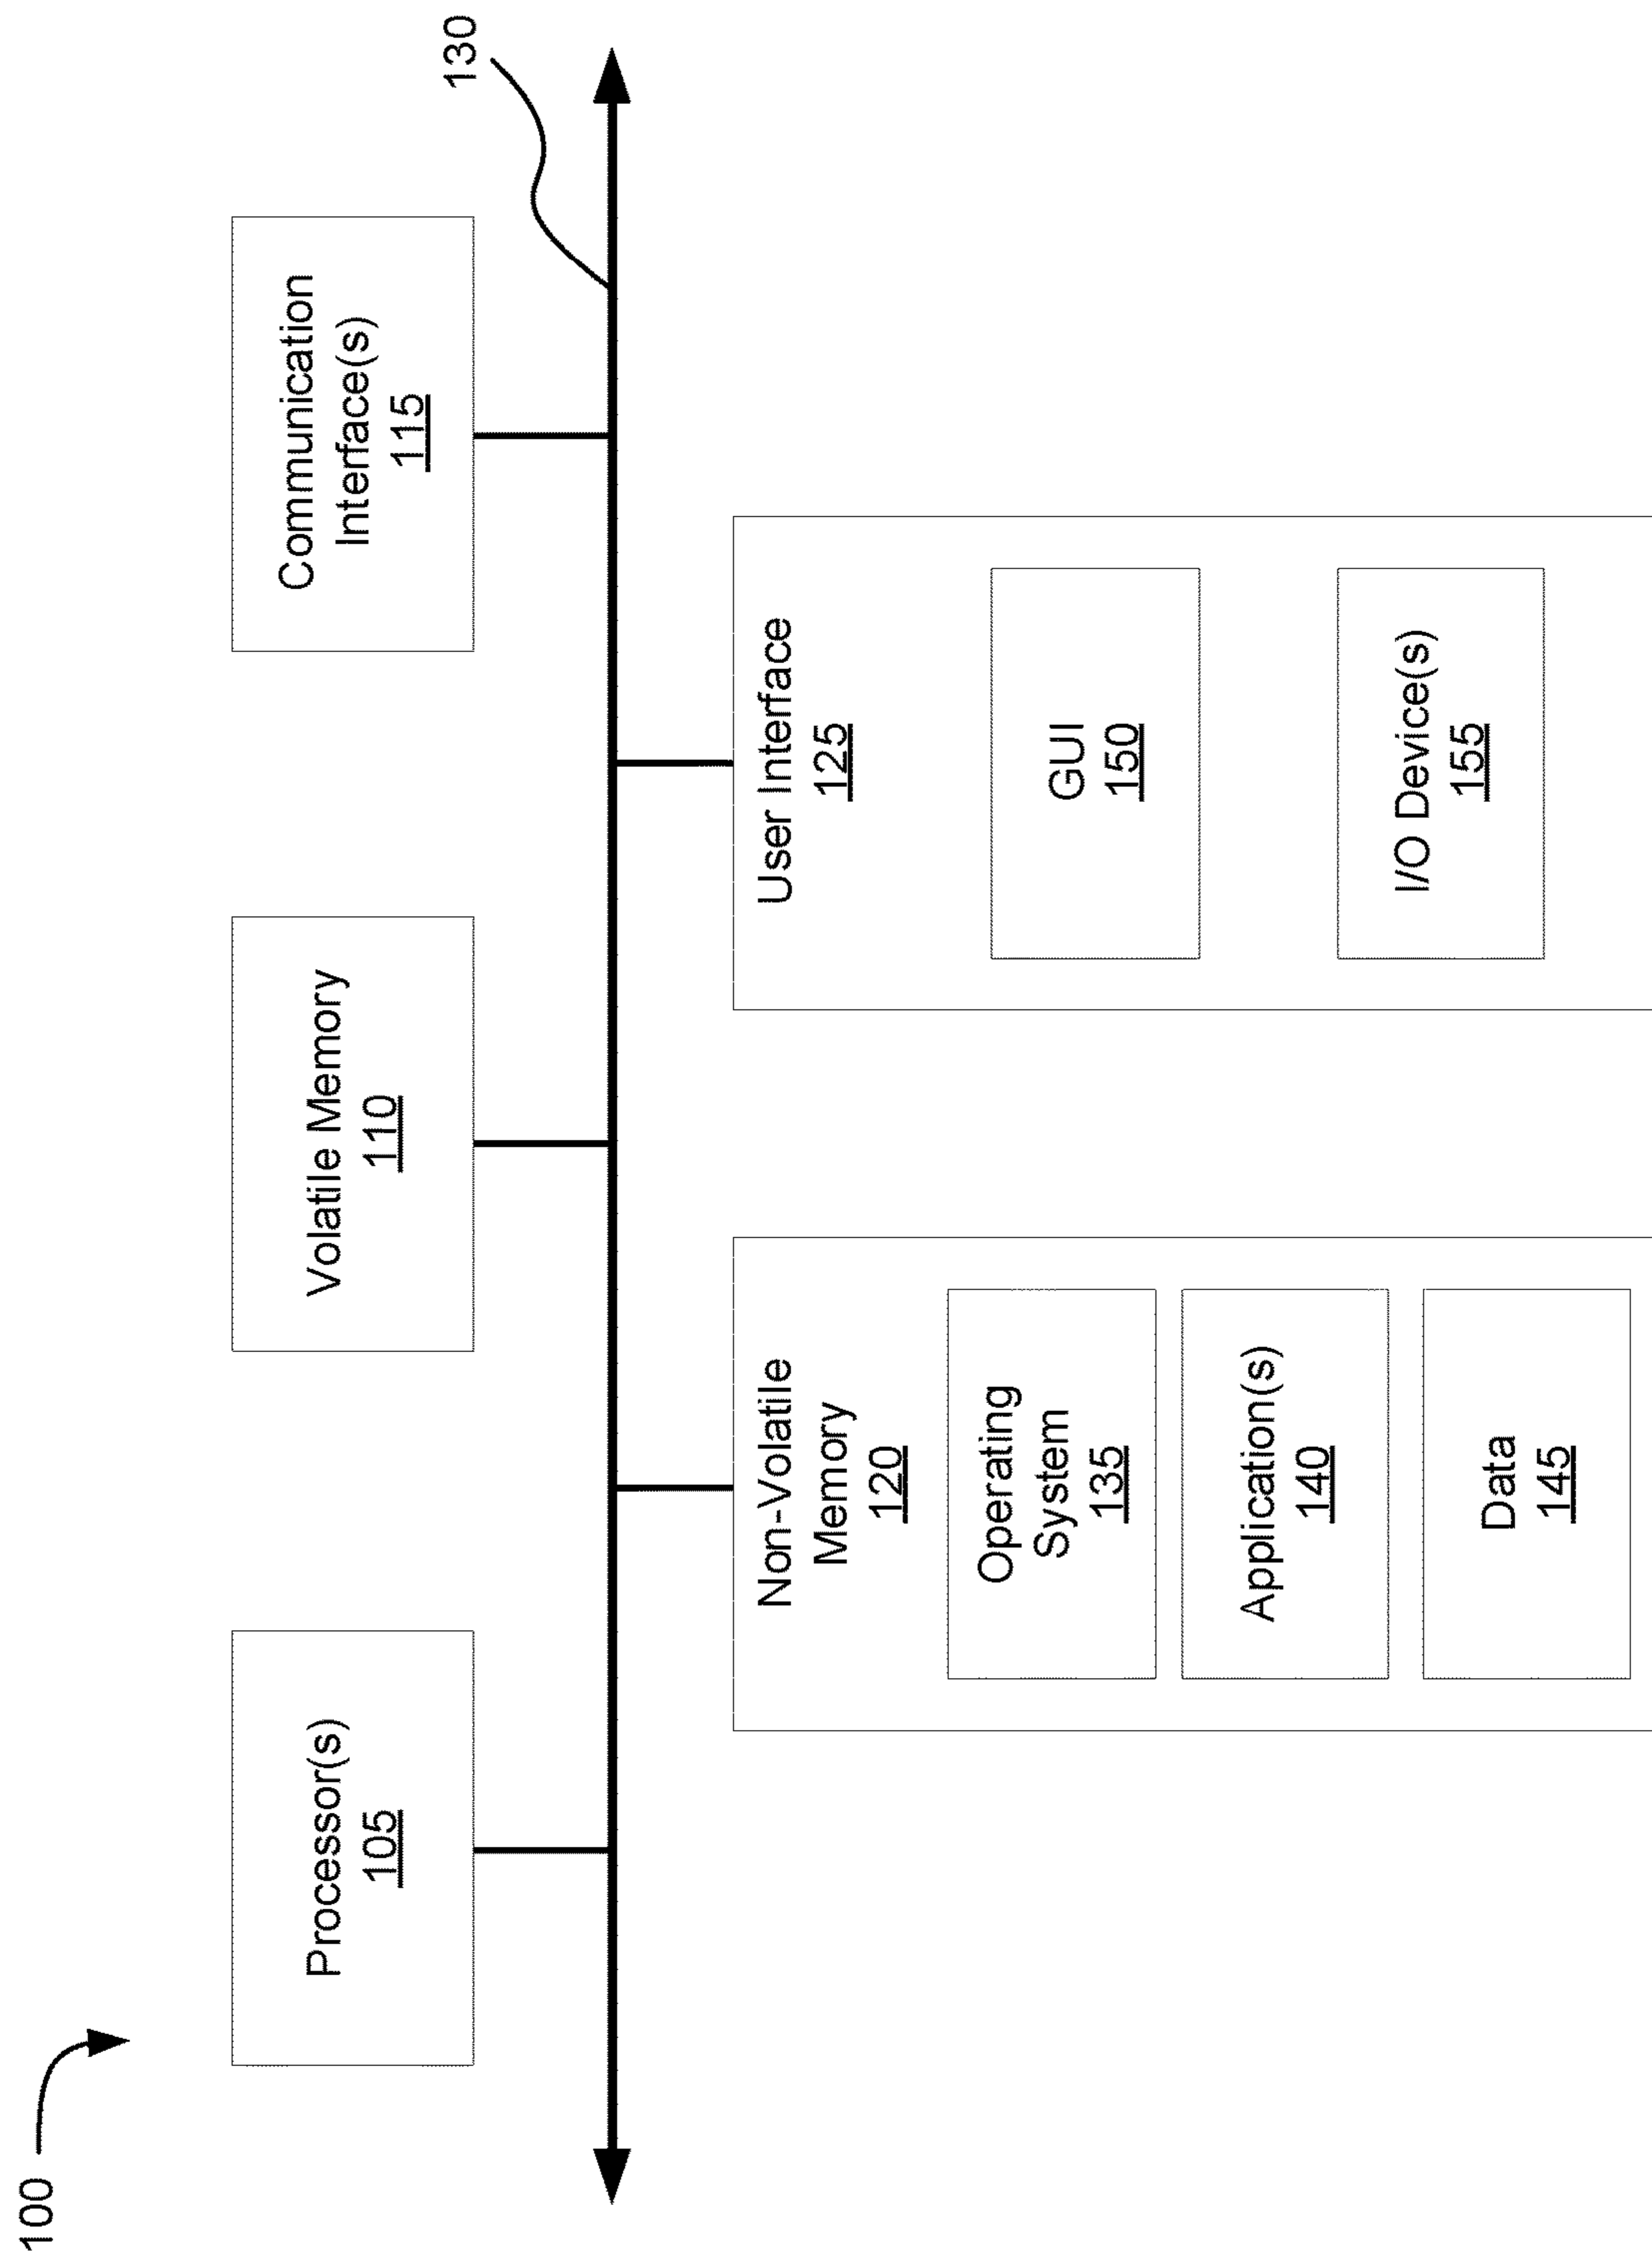 100
Processor(s)
105
Volatile Memory
110
Communication
Interface(s)
115
130
Non-Volatile
Memory
120
Operating
System
135
Application(s)
140
Data
145
User Interface
125
GUI
150
I/O Device(s)
155